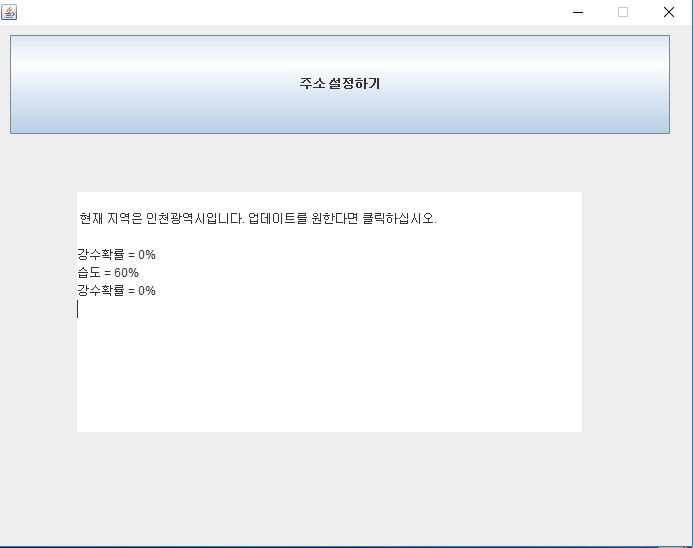 주소 설정하기
현재 지역은 인천광역시입니다. 업데이트를 원한다면 클릭하십시오.
강수확률 = 0%
습도 = 60%
강수확률 = 0%